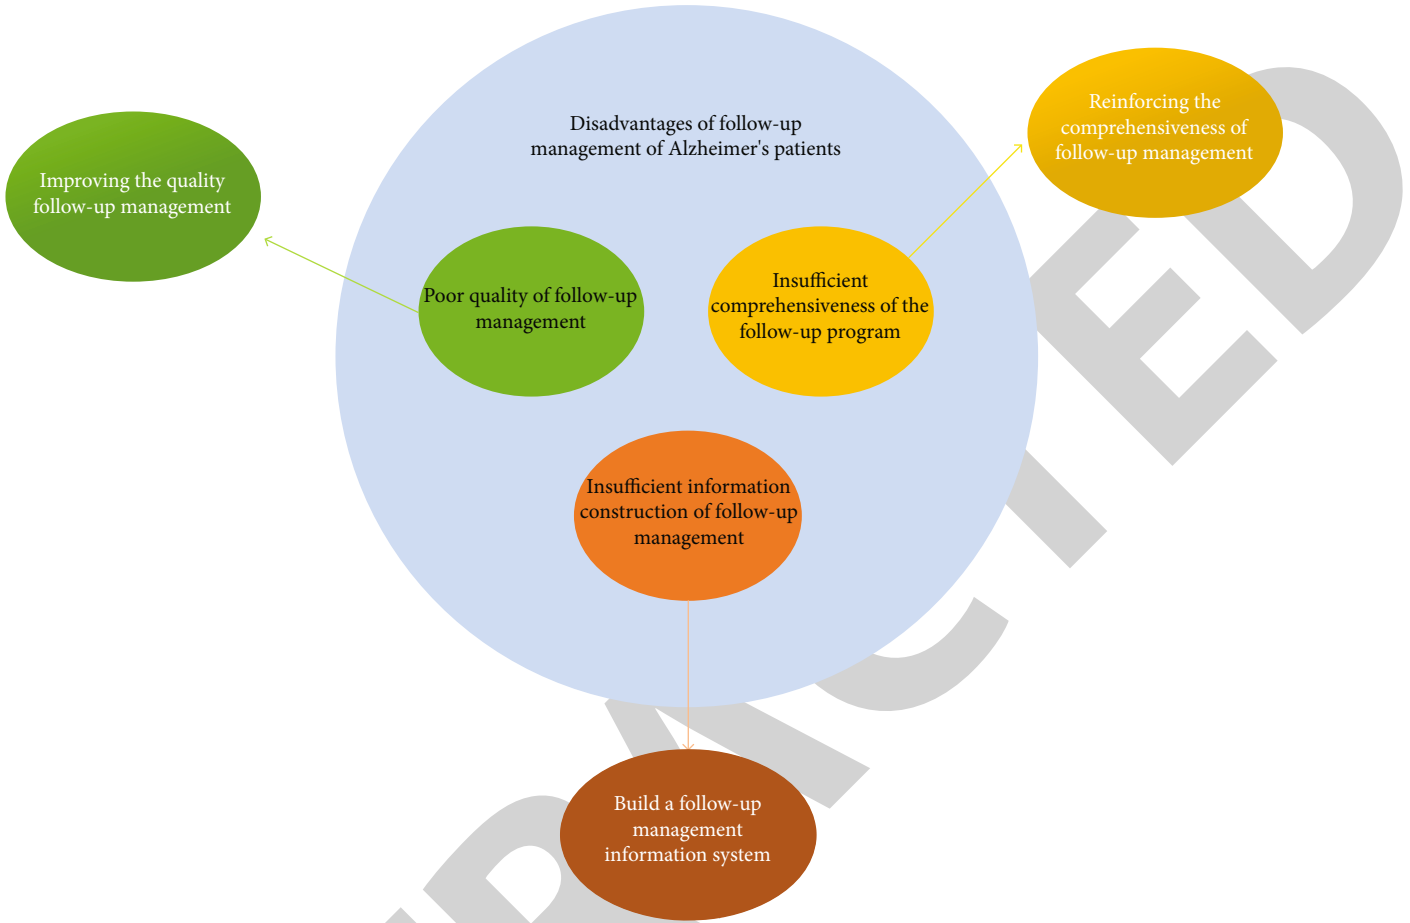 Disadvantages of follow-up
management of Alzheimer's patients
Reinforcing the
comprehensiveness of
follow-up management
Improving the quality
follow-up management
Poor quality of follow-up
management
Insufficient
comprehensiveness of the
follow-up program
Insufficient information
construction of follow-up
management
Build a follow-up
management
information system